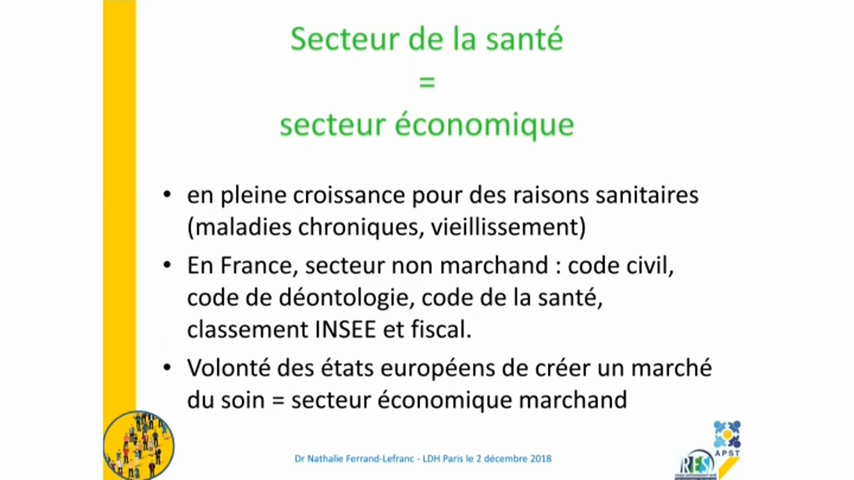 Secteur de la santé
=
secteur économique
• en pleine croissance pour des raisons sanitaires
(maladies chroniques, vieillissement)
• En France, secteur non marchand : code civil,
code de déontologie, code de la santé,
classement INSEE et fiscal.
• Volonté des états européens de créer un marché
du soin = secteur économique marchand
Dr Nathalie Ferrand-Lefranc - LDH Paris le 2 décembre 2018
APST
RES